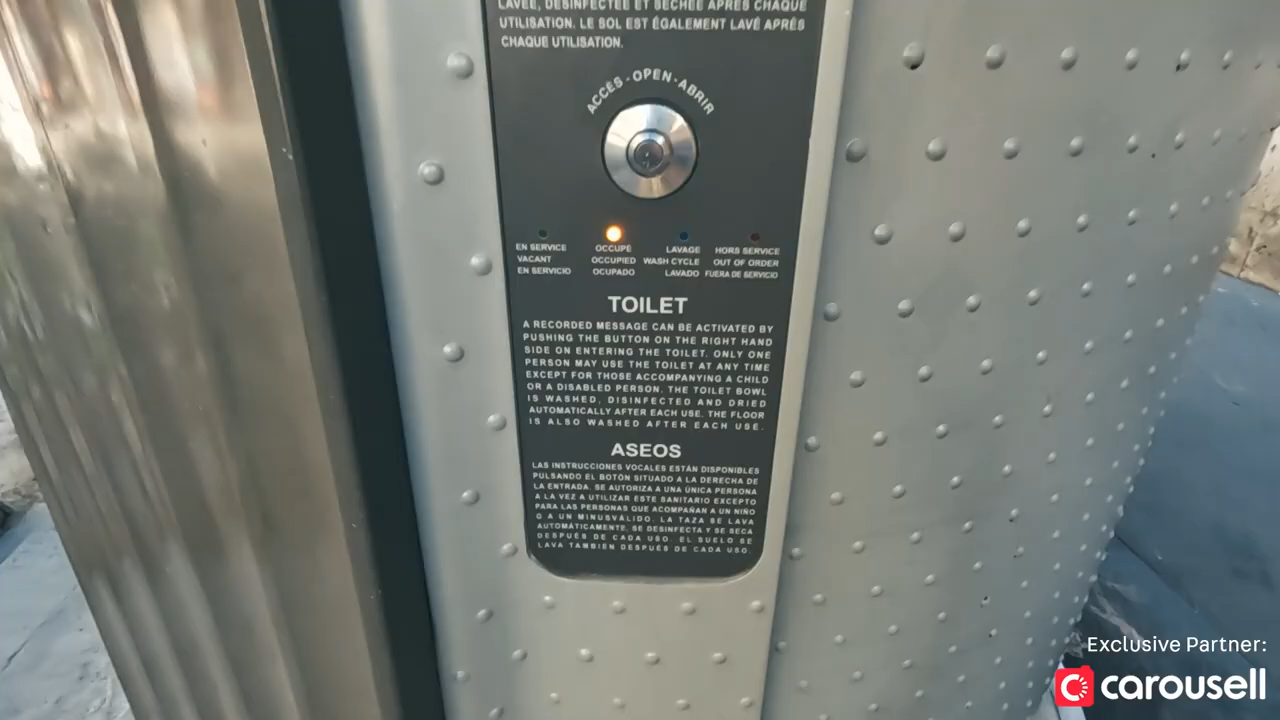 LAVÉE, DÉSINFECTÉE ET SÉCHÉE APRÈS CHAQUE
UTILISATION. LE SOL EST ÉGALEMENT LAVÉ APRÈS
CHAQUE UTILISATION.
ACCÈS - OPEN - ABRIR
EN SERVICE OCCUPÉ LAVAGE HORS SERVICE
VACANT OCCUPIED WASH CYCLE OUT OF ORDER
EN SERVICIO OCUPADO LAVADO FUERA DE SERVICIO
TOILET
A RECORDED MESSAGE CAN BE ACTIVATED BY
PUSHING THE BUTTON ON THE RIGHT HAND
SIDE ON ENTERING THE TOILET. ONLY ONE
PERSON MAY USE THE TOILET AT ANY TIME
EXCEPT FOR THOSE ACCOMPANYING A CHILD
OR A DISABLED PERSON. THE TOILET BOWL
IS WASHED, DISINFECTED AND DRIED
AUTOMATICALLY AFTER EACH USE. THE FLOOR
IS ALSO WASHED AFTER EACH USE.
ASEOS
LAS INSTRUCCIONES VOCALES ESTÁN DISPONIBLES
PULSANDO EL BOTÓN SITUADO A LA DERECHA DE
LA ENTRADA. SE AUTORIZA A UNA ÚNICA PERSONA
A LA VEZ A UTILIZAR ESTE SANITARIO EXCEPTO
PARA LAS PERSONAS QUE ACOMPAÑAN A UN NIÑO
O A UN MINUSVÁLIDO. LA TAZA SE LAVA
AUTOMÁTICAMENTE, SE DESINFECTA Y SE SECA
DESPUÉS DE CADA USO. EL SUELO SE
LAVA TAMBIÉN DESPUÉS DE CADA USO
Exclusive Partner:
carousell